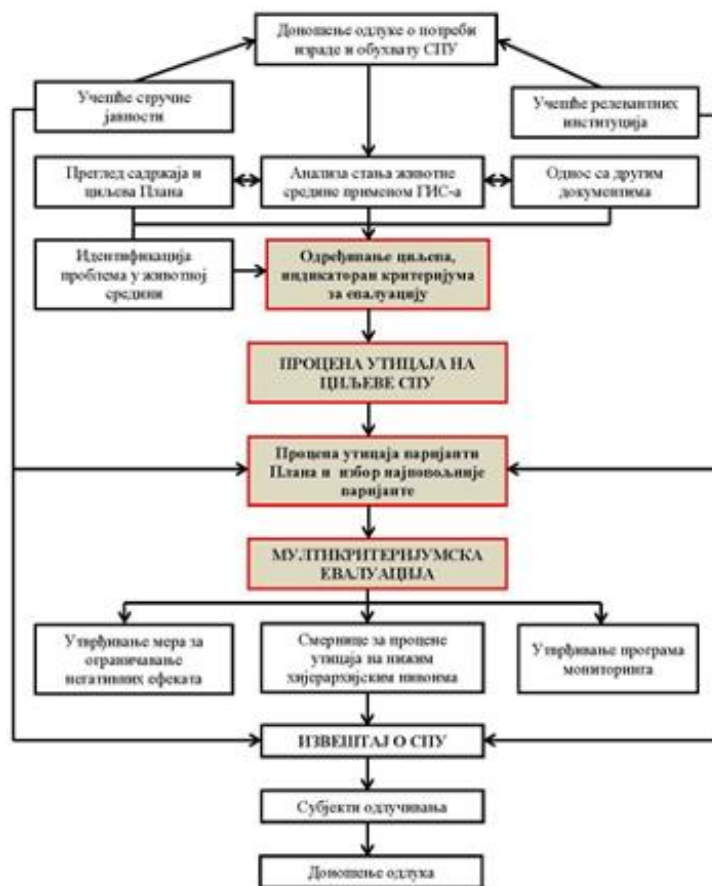 Доношење одлуке о потреби
израде и обухвату СПУ
Учешће стручне
јавности
Учешће релевантних
институција
Преглед садржаја и
циљева Плана
Анализа стања животне
средине применом ГИС-а
Однос са другим
документима
Идентификација
проблема у животној
средини
Одређивање циљева,
индикатора и критеријума
за евалуацију
ПРОЦЕНА УТИЦАЈА НА
ЦИЉЕВЕ СПУ
Процена утицаја варијанти
Плана и избор најповољније
варијанте
МУЛТИКРИТЕРИЈУМСКА
ЕВАЛУАЦИЈА
Утврђивање мера за
ограничавање
негативних ефеката
Смернице за процене
утицаја на нижим
хијерархијским нивоима
Утврђивање програма
мониторинга
ИЗВЕШТАЈ О СПУ
Субјекти одлучивања
Доношење одлука